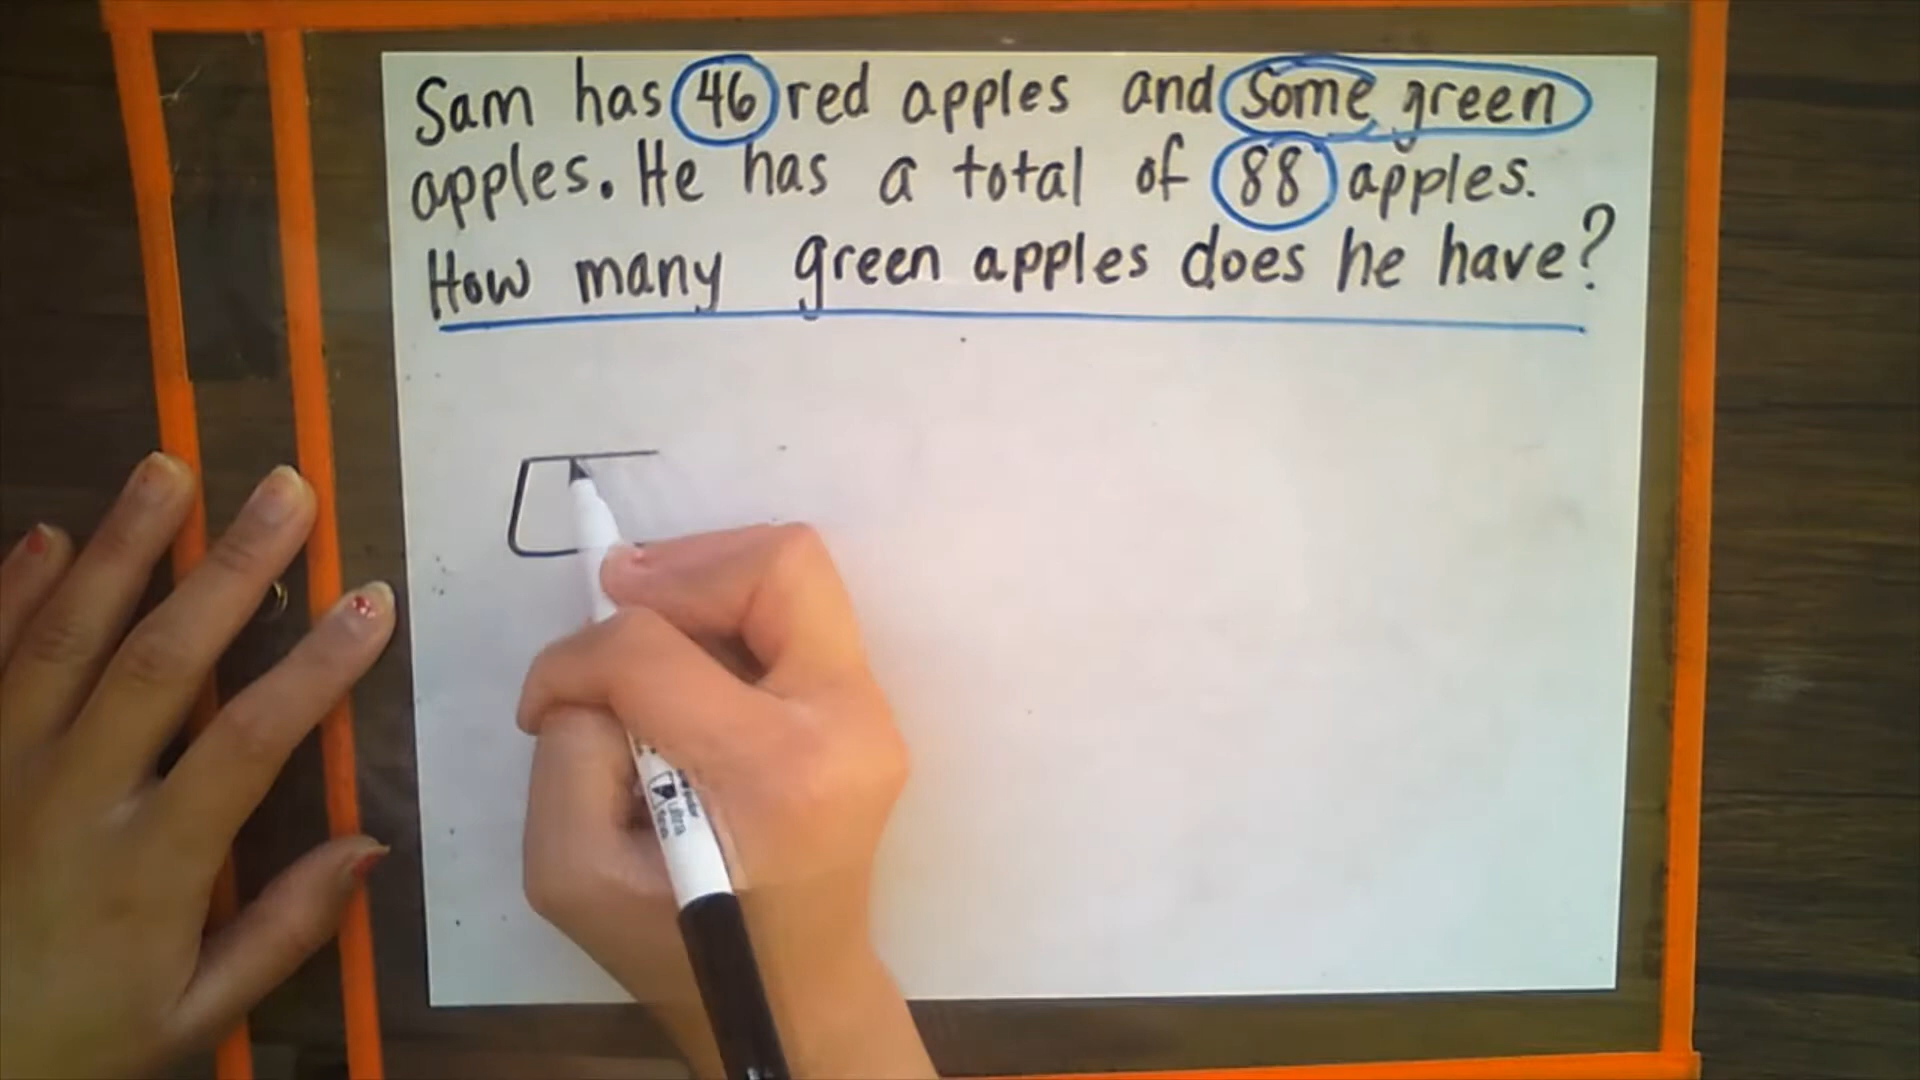 Sam has 46 red apples and some green
apples. He has a total of 88 apples.
How many green apples does he have?